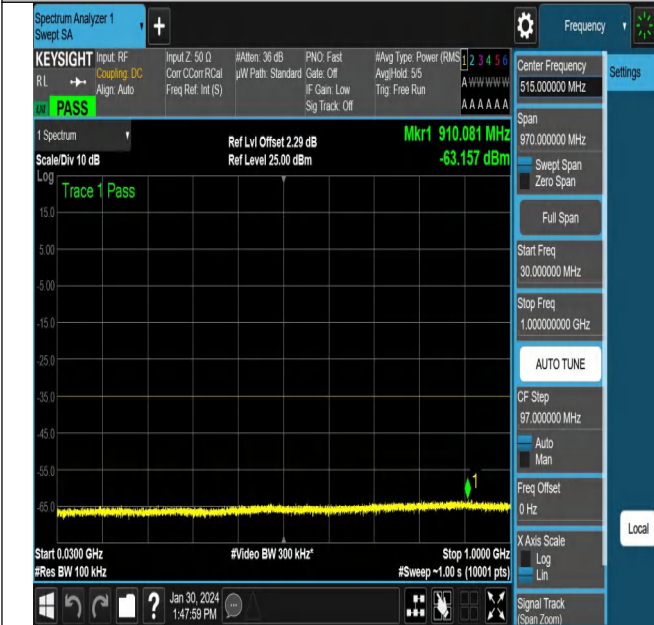 Spectrum Analyzer 1
Swept SA
Frequency
KEYSIGHT
Input: RF
Input Z: 50 Ω
#Atten: 36 dB
PNO: Fast
#Avg Type: Power (RMS
1 2 3 4 5 6
RL
Coupling: DC
Corr CCorr RCal
µW Path: Standard
Gate: Off
Avg|Hold: 5/5
Align: Auto
Freq Ref: Int (S)
IF Gain: Low
Trig: Free Run
Sig Track: Off
A A A A A A
PASS
1 Spectrum
Ref Lvl Offset 2.29 dB
Mkr1 910.081 MHz
Scale/Div 10 dB
Ref Level 25.00 dBm
-63.157 dBm
Log
Trace 1 Pass
15.0
5.00
-5.00
-15.0
-25.0
-35.0
-45.0
-55.0
-65.0
1
Start 0.0300 GHz
#Video BW 300 kHz*
Stop 1.0000 GHz
#Res BW 100 kHz
#Sweep ~1.00 s (10001 pts)
?
Jan 30, 2024
1:47:59 PM
Center Frequency
515.000000 MHz
Settings
Span
970.000000 MHz
Swept Span
Zero Span
Full Span
Start Freq
30.000000 MHz
Stop Freq
1.000000000 GHz
AUTO TUNE
CF Step
97.000000 MHz
Auto
Man
Freq Offset
0 Hz
Local
X Axis Scale
Log
Lin
Signal Track
(Span Zoom)